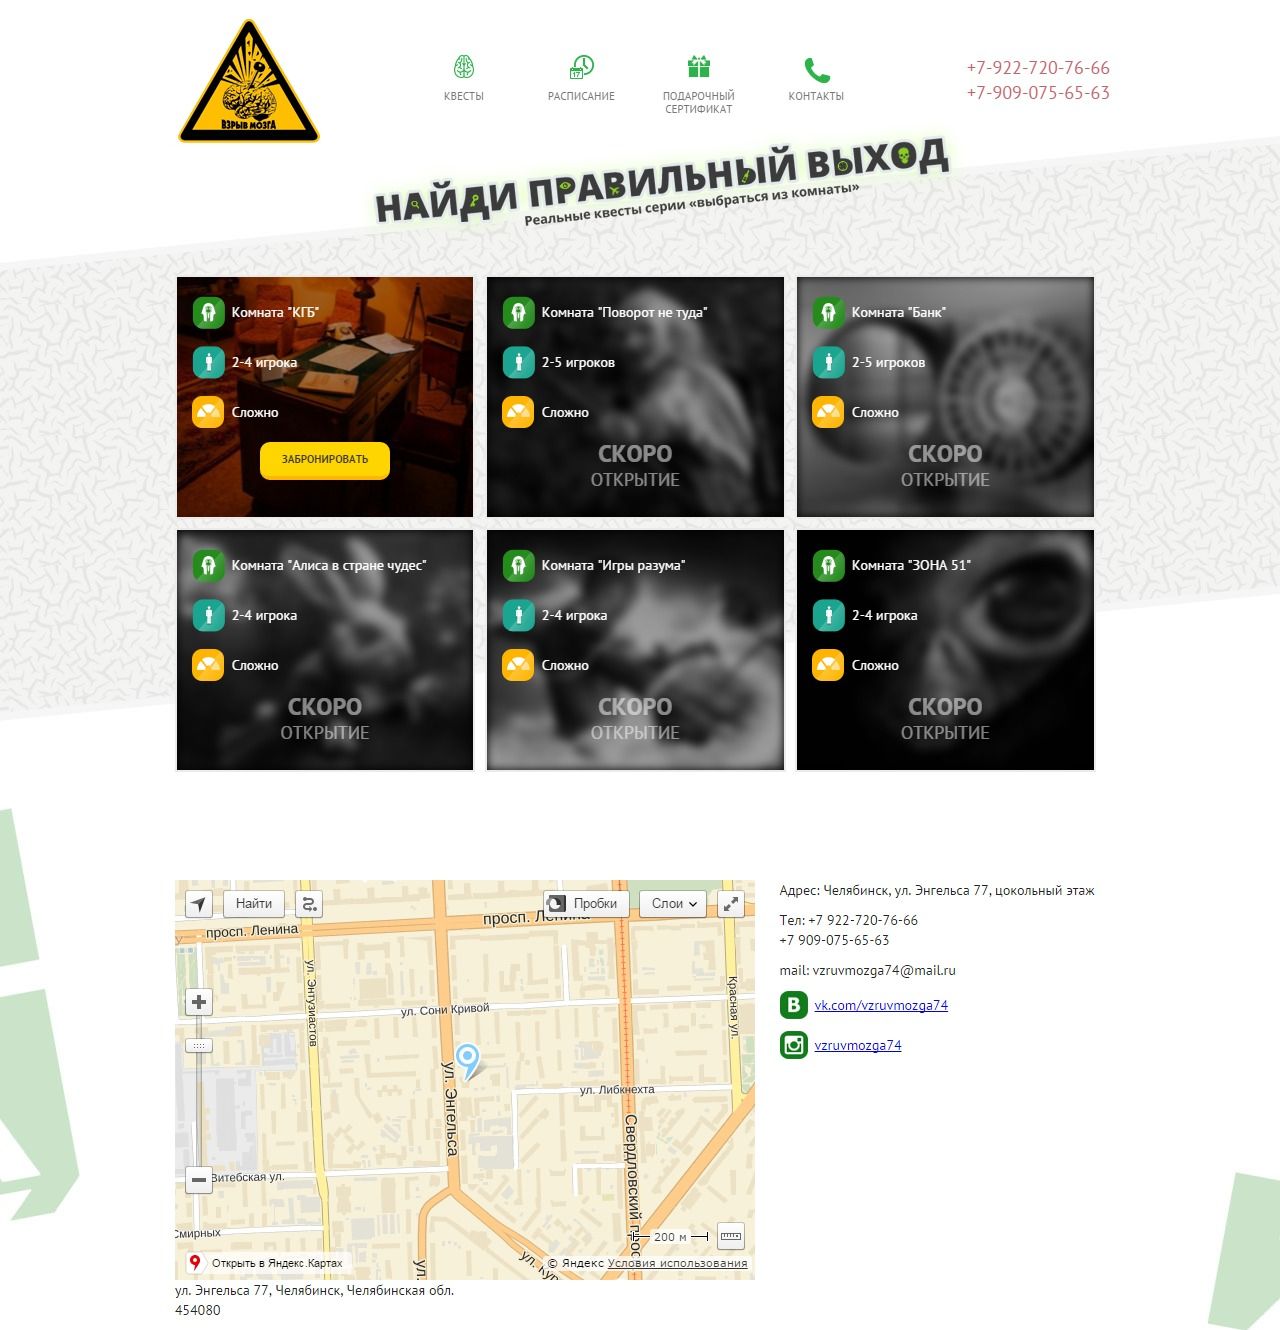 ВЗРЫВ МОЗГА
КВЕСТЫ
17
РАСПИСАНИЕ
ПОДАРОЧНЫЙ
СЕРТИФИКАТ
КОНТАКТЫ
+7-922-720-76-66
+7-909-075-65-63
НАЙДИ ПРАВИЛЬНЫЙ ВЫХОД
Реальные квесты серии «выбраться из комнаты»
Комната "КГБ"
2-4 игрока
Сложно
ЗАБРОНИРОВАТЬ
Комната "Поворот не туда"
2-5 игроков
Сложно
СКОРО
ОТКРЫТИЕ
Комната "Банк"
2-5 игроков
Сложно
СКОРО
ОТКРЫТИЕ
Комната "Алиса в стране чудес"
2-4 игрока
Сложно
СКОРО
ОТКРЫТИЕ
Комната "Игры разума"
2-4 игрока
Сложно
СКОРО
ОТКРЫТИЕ
Комната "ЗОНА 51"
2-4 игрока
Сложно
СКОРО
ОТКРЫТИЕ
Найти
Пробки
Слои
просп. Ленина
просп. Ленина
ул. Энтузиастов
ул. Сони Кривой
Красная ул.
ул. Энгельса
ул. Либкнехта
Свердловский прос
Витебская ул.
Смирных
ул.
ул. Кур
200 м
Открыть в Яндекс.Картах
© Яндекс Условия использования
ул. Энгельса 77, Челябинск, Челябинская обл.
454080
Адрес: Челябинск, ул. Энгельса 77, цокольный этаж
Тел: +7 922-720-76-66
+7 909-075-65-63
mail: vzruvmozga74@mail.ru
vk.com/vzruvmozga74
vzruvmozga74